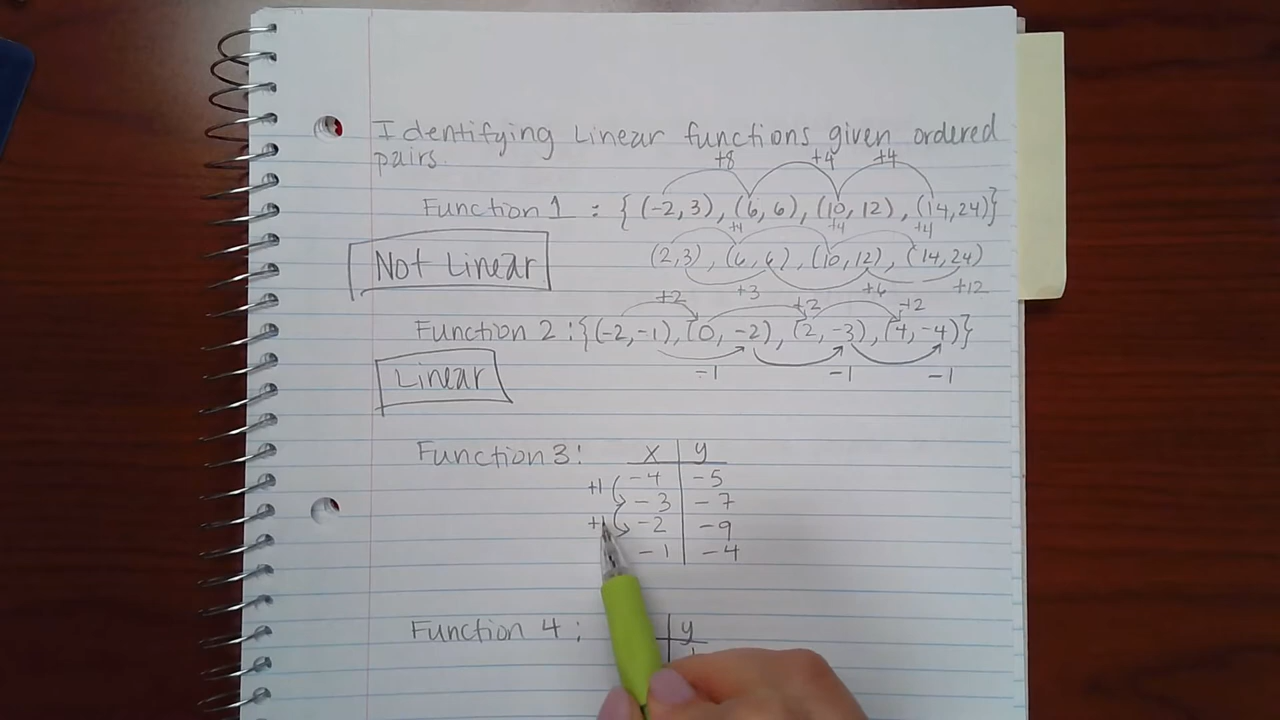 Identifying Linear functions given ordered
pairs.
+8 +4 +4
Function 1 : {(-2,3), (6,6), (10,12), (14,24)}
+4 +4 +4
Not Linear (2,3), (6,6), (10,12), (14,24)
+3 +6 +12
+2 +2 +2
Function 2 : {(-2,-1), (0,-2), (2,-3), (4,-4)}
-1 -1 -1
Linear
Function 3: x y
+1 -4 -5
-3 -7
+1 -2 -9
-1 -4
Function 4 : y